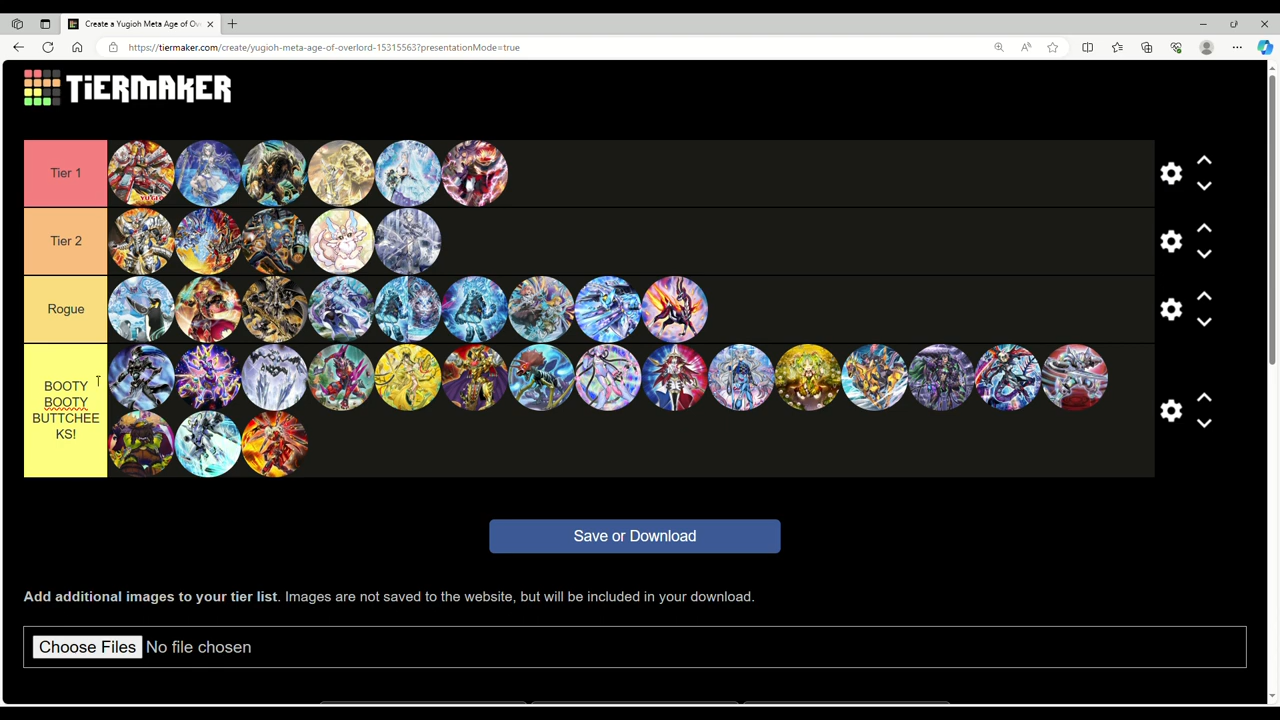 Create a Yugioh Meta Age of Ov
https://tiermaker.com/create/yugioh-meta-age-of-overlord-15315563?presentationMode=true
TiERMAKER
Tier 1
Tier 2
Rogue
BOOTY
BOOTY
BUTTCHEE
KS!
Save or Download
Add additional images to your tier list. Images are not saved to the website, but will be included in your download.
Choose Files No file chosen